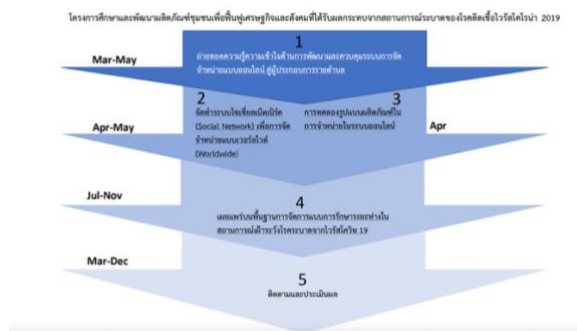 โครงการศึกษาและพัฒนาผลิตภัณฑ์ชุมชนเพื่อฟื้นฟูเศรษฐกิจและสังคมที่ได้รับผลกระทบจากสถานการณ์ระบาดของโรคติดเชื้อไวรัสโคโรน่า 2019
1
Mar-May
ถ่ายทอดความรู้ความเข้าใจด้านการพัฒนาและควบคุมระบบการจัด
จำหน่ายแบบออนไลน์ สู่ผู้ประกอบการรายตำบล
2
จัดทำระบบโซเชียลเน็ตเวิร์ค
(Social Network) เพื่อการจัด
จำหน่ายแบบเวอร์ลไวด์
(Worldwide)
3
การทดลองรูปแบบผลิตภัณฑ์ใน
การจำหน่ายในระบบออนไลน์
Apr-May
Apr
Jul-Nov
4
เผยแพร่บนพื้นฐานการจัดการแบบการรักษาระยะห่างใน
สถานการณ์เฝ้าระวังโรคระบาดจากไวรัสโควิท 19
Mar-Dec
5
ติดตามและประเมินผล